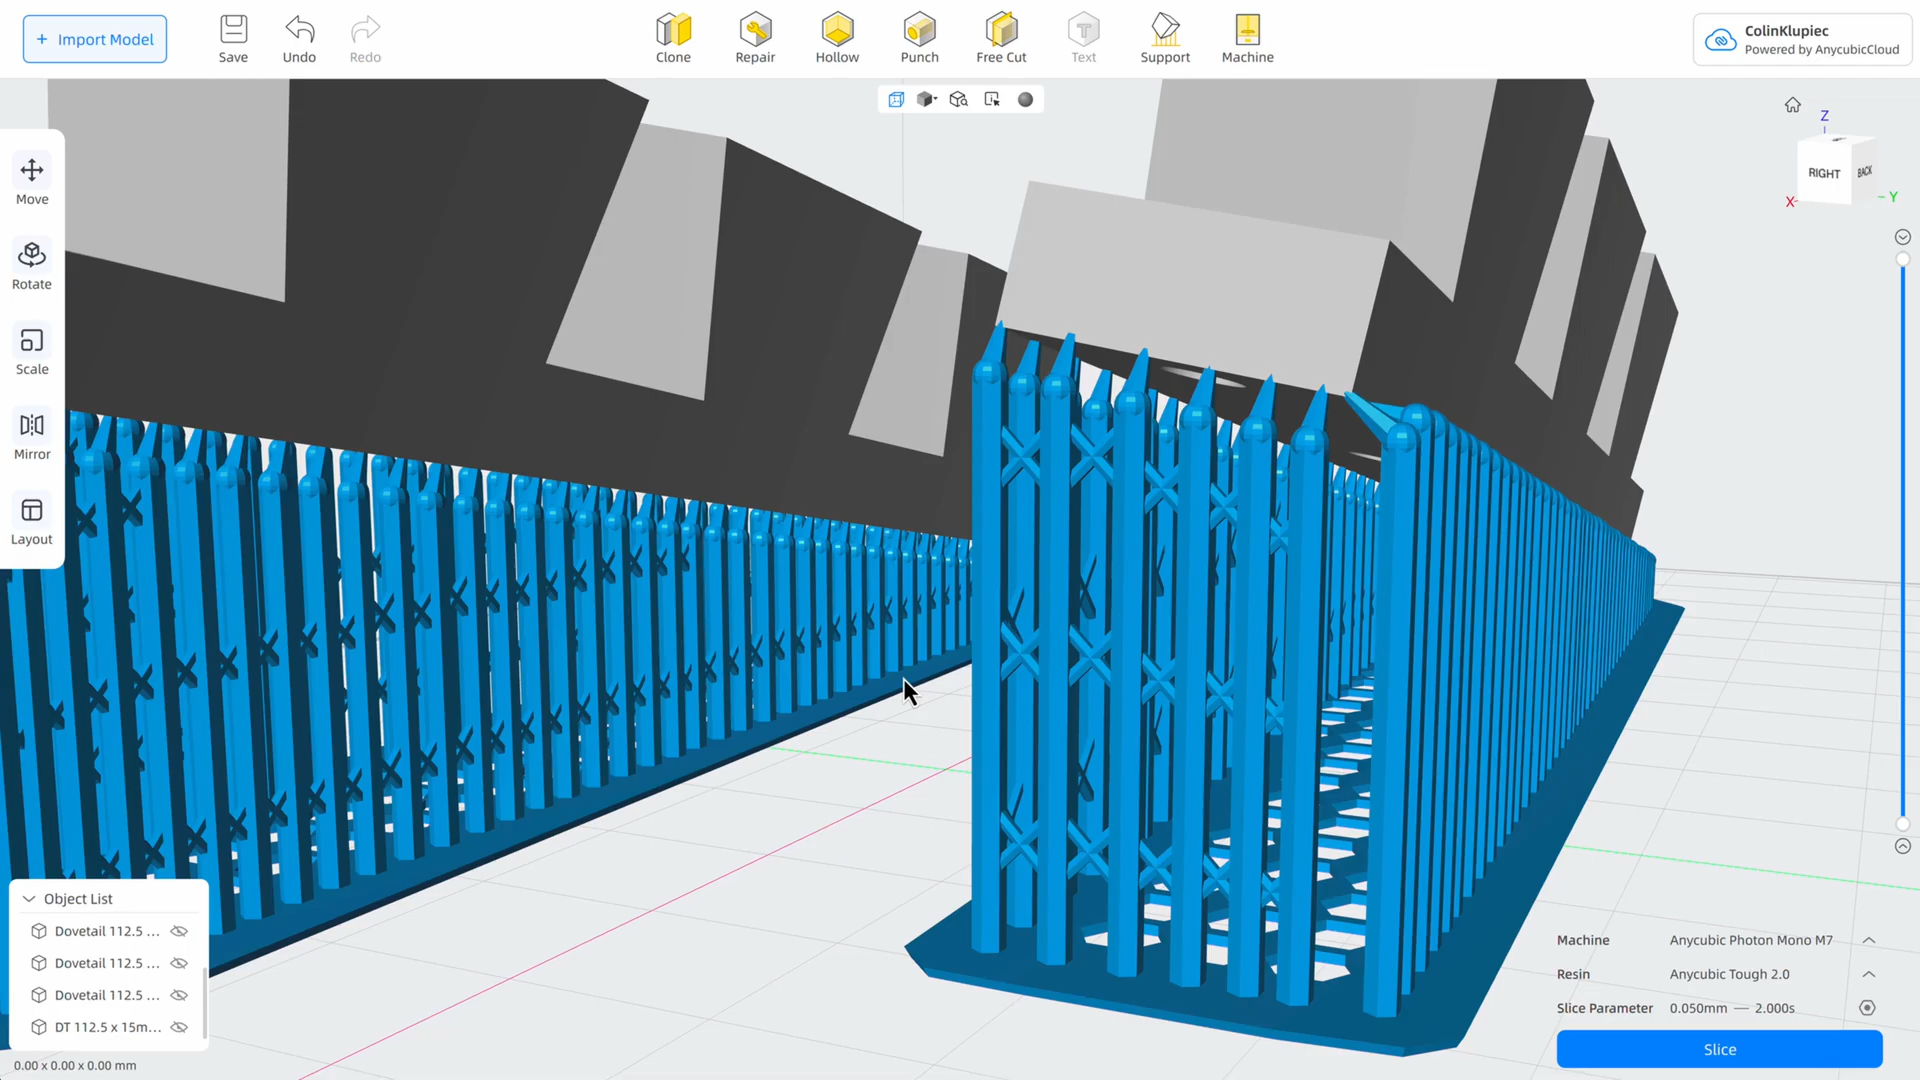 + Import Model
Save
Undo
Redo
Clone
Repair
Hollow
Punch
Free Cut
Text
Support
Machine
ColinKlupiec
Powered by AnycubicCloud
Move
Rotate
Scale
Mirror
Layout
Z
RIGHT
BACK
X
Y
Object List
Dovetail 112.5 ...
Dovetail 112.5 ...
Dovetail 112.5 ...
DT 112.5 x 15m...
0.00 x 0.00 x 0.00 mm
Machine Anycubic Photon Mono M7
Resin Anycubic Tough 2.0
Slice Parameter 0.050mm — 2.000s
Slice